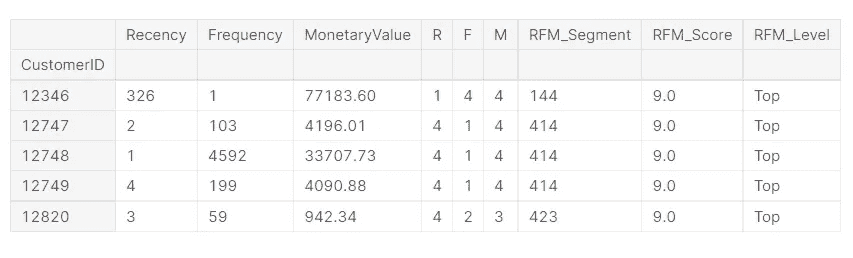 Recency Frequency MonetaryValue R F M RFM_Segment RFM_Score RFM_Level
CustomerID
12346 326 1 77183.60 1 4 4 144 9.0 Top
12747 2 103 4196.01 4 1 4 414 9.0 Top
12748 1 4592 33707.73 4 1 4 414 9.0 Top
12749 4 199 4090.88 4 1 4 414 9.0 Top
12820 3 59 942.34 4 2 3 423 9.0 Top